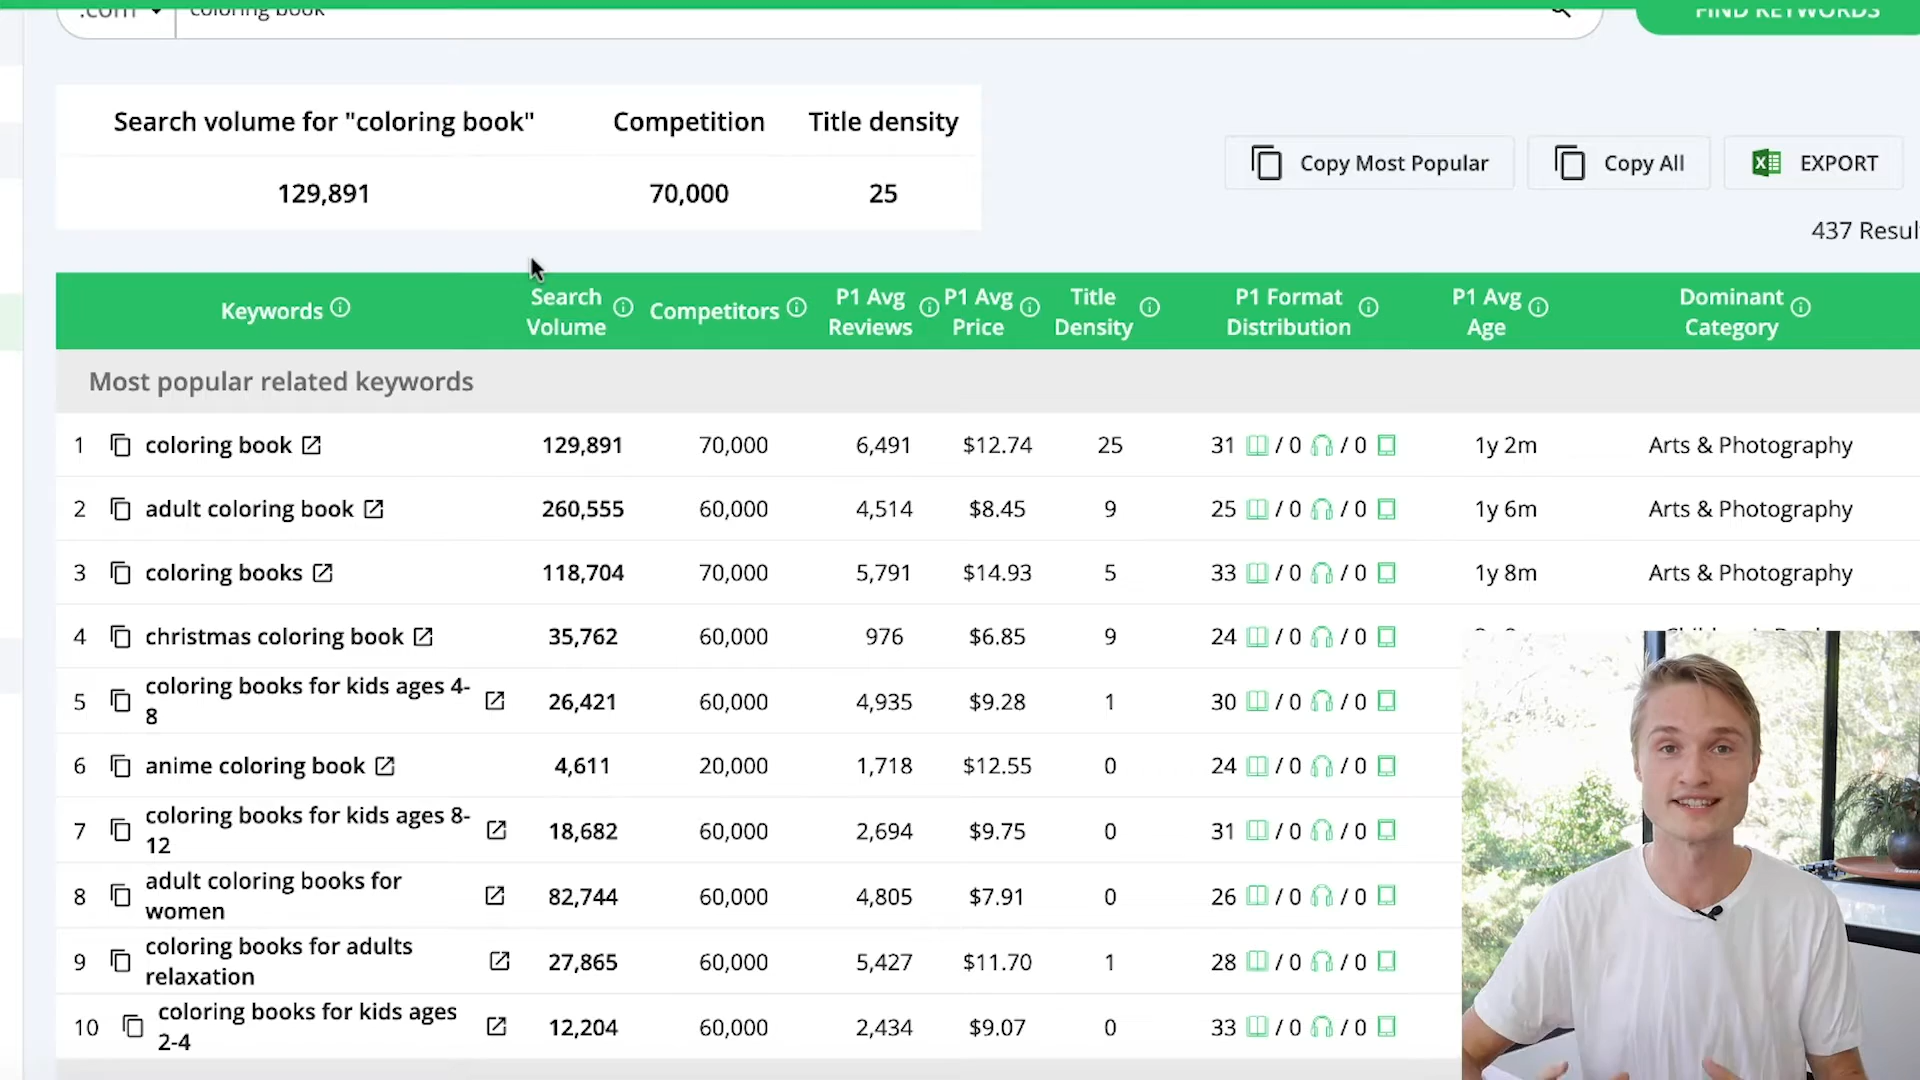 .com coloring book FIND KEYWORDS
Search volume for "coloring book" Competition Title density
129,891 70,000 25
Copy Most Popular Copy All EXPORT
437 Resul
Keywords Search Volume Competitors P1 Avg Reviews P1 Avg Price Title Density P1 Format Distribution P1 Avg Age Dominant Category
Most popular related keywords
1 coloring book 129,891 70,000 6,491 $12.74 25 31 / 0 / 0 1y 2m Arts & Photography
2 adult coloring book 260,555 60,000 4,514 $8.45 9 25 / 0 / 0 1y 6m Arts & Photography
3 coloring books 118,704 70,000 5,791 $14.93 5 33 / 0 / 0 1y 8m Arts & Photography
4 christmas coloring book 35,762 60,000 976 $6.85 9 24 / 0 / 0
5 coloring books for kids ages 4-8 26,421 60,000 4,935 $9.28 1 30 / 0 / 0
6 anime coloring book 4,611 20,000 1,718 $12.55 0 24 / 0 / 0
7 coloring books for kids ages 8-12 18,682 60,000 2,694 $9.75 0 31 / 0 / 0
8 adult coloring books for women 82,744 60,000 4,805 $7.91 0 26 / 0 / 0
9 coloring books for adults relaxation 27,865 60,000 5,427 $11.70 1 28 / 0 / 0
10 coloring books for kids ages 2-4 12,204 60,000 2,434 $9.07 0 33 / 0 / 0